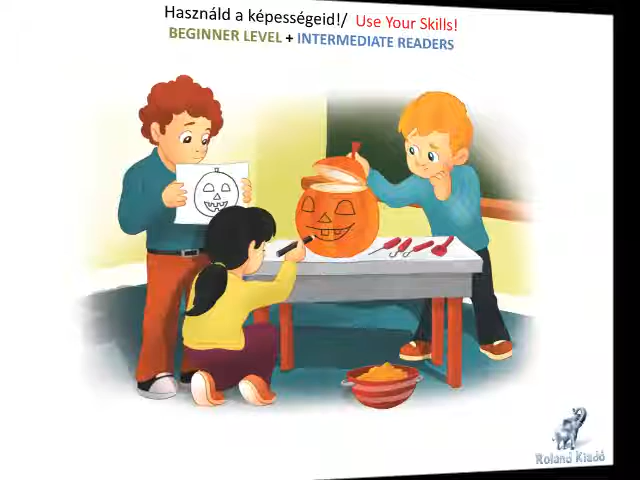 Használd a képességeid!/ Use Your Skills!
BEGINNER LEVEL + INTERMEDIATE READERS
Roland Kiadó